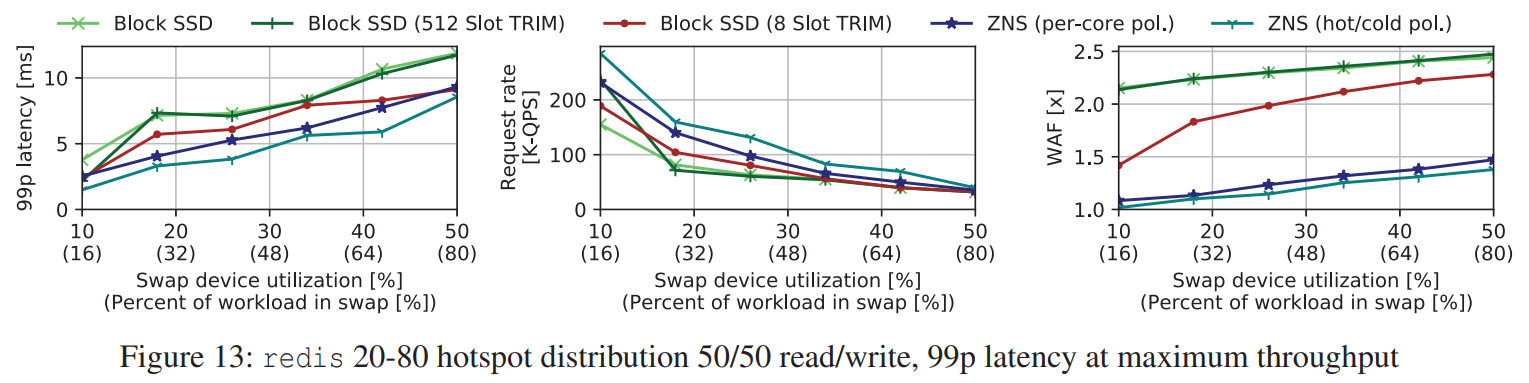 Block SSD Block SSD (512 Slot TRIM) Block SSD (8 Slot TRIM) ZNS (per-core pol.) ZNS (hot/cold pol.)
99p latency [ms]
10
5
0
10 20 30 40 50
(16) (32) (48) (64) (80)
Swap device utilization [%]
(Percent of workload in swap [%])
Request rate
[K-QPS]
200
100
0
10 20 30 40 50
(16) (32) (48) (64) (80)
Swap device utilization [%]
(Percent of workload in swap [%])
WAF [x]
2.5
2.0
1.5
1.0
10 20 30 40 50
(16) (32) (48) (64) (80)
Swap device utilization [%]
(Percent of workload in swap [%])
Figure 13: redis 20-80 hotspot distribution 50/50 read/write, 99p latency at maximum throughput